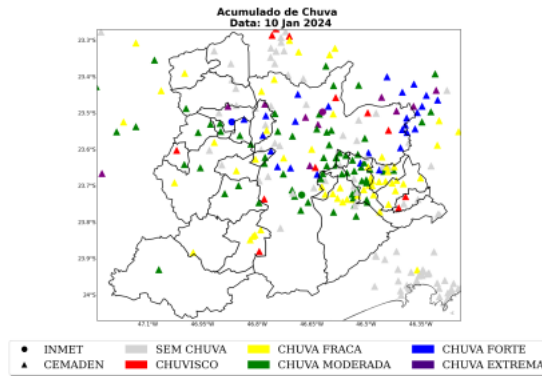 Acumulado de Chuva
Data: 10 Jan 2024
23.3°S
23.4°S
23.5°S
23.6°S
23.7°S
23.8°S
23.9°S
24°S
47.1°W 46.95°W 46.8°W 46.65°W 46.5°W 46.35°W
INMET SEM CHUVA CHUVA FRACA CHUVA FORTE
CEMADEN CHUVISCO CHUVA MODERADA CHUVA EXTREMA